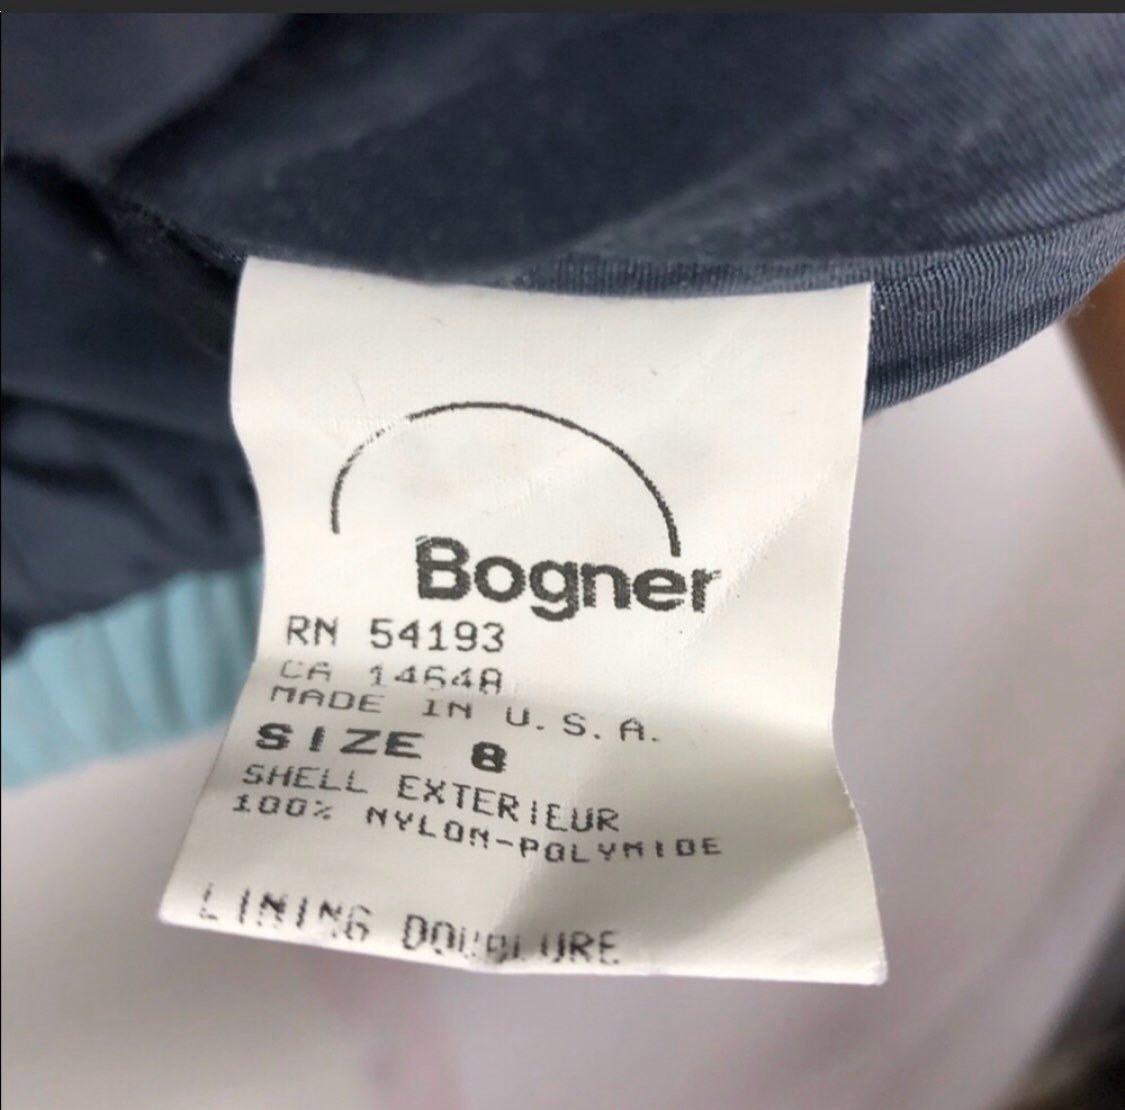 Bogner
RN 54193
CA 14648
MADE IN U.S.A.
SIZE 8
SHELL EXTERIEUR
100% NYLON-POLYMIDE
LINING DOUBLURE